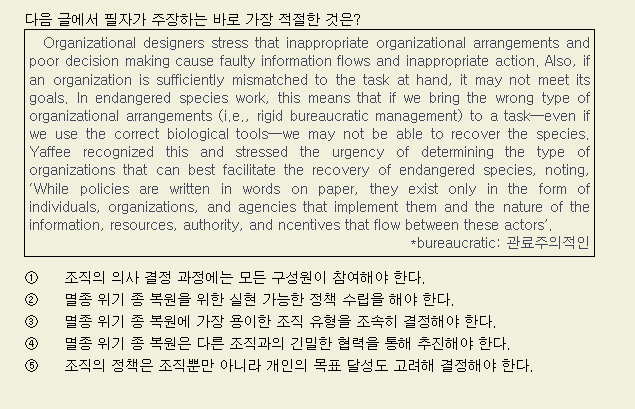 다음 글에서 필자가 주장하는 바로 가장 적절한 것은?
Organizational designers stress that inappropriate organizational arrangements and
poor decision making cause faulty information flows and inappropriate action. Also, if
an organization is sufficiently mismatched to the task at hand, it may not meet its
goals. In endangered species work, this means that if we bring the wrong type of
organizational arrangements (i.e., rigid bureaucratic management) to a task—even if
we use the correct biological tools—we may not be able to recover the species.
Yaffee recognized this and stressed the urgency of determining the type of
organizations that can best facilitate the recovery of endangered species, noting,
‘While policies are written in words on paper, they exist only in the form of
individuals, organizations, and agencies that implement them and the nature of the
information, resources, authority, and ncentives that flow between these actors’.
*bureaucratic: 관료주의적인
① 조직의 의사 결정 과정에는 모든 구성원이 참여해야 한다.
② 멸종 위기 종 복원을 위한 실현 가능한 정책 수립을 해야 한다.
③ 멸종 위기 종 복원에 가장 용이한 조직 유형을 조속히 결정해야 한다.
④ 멸종 위기 종 복원은 다른 조직과의 긴밀한 협력을 통해 추진해야 한다.
⑤ 조직의 정책은 조직뿐만 아니라 개인의 목표 달성도 고려해 결정해야 한다.